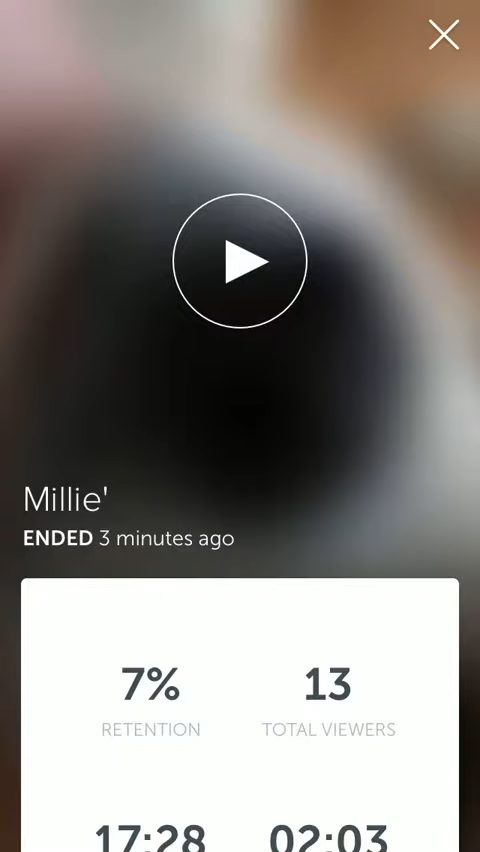 Millie'
ENDED 3 minutes ago
7% 13
RETENTION TOTAL VIEWERS
17:28 02:03